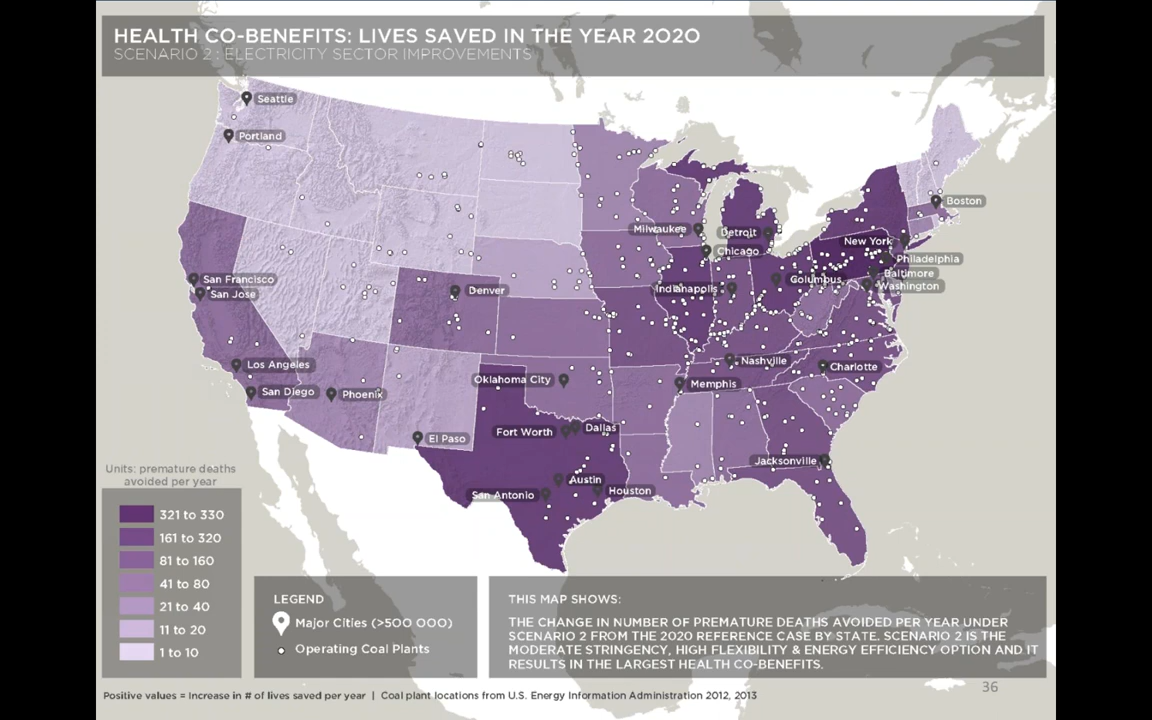 HEALTH CO-BENEFITS: LIVES SAVED IN THE YEAR 2020
SCENARIO 2 : ELECTRICITY SECTOR IMPROVEMENTS
Seattle
Portland
Boston
Milwaukee
Detroit
New York
Chicago
Philadelphia
Baltimore
San Francisco
Columbus
Washington
San Jose
Denver
Indianapolis
Los Angeles
Nashville
Charlotte
Oklahoma City
Memphis
San Diego
Phoenix
Fort Worth
Dallas
El Paso
Jacksonville
Austin
San Antonio
Houston
Units: premature deaths
avoided per year
321 to 330
161 to 320
81 to 160
41 to 80
21 to 40
11 to 20
1 to 10
LEGEND
Major Cities (>500 000)
Operating Coal Plants
THIS MAP SHOWS:
THE CHANGE IN NUMBER OF PREMATURE DEATHS AVOIDED PER YEAR UNDER
SCENARIO 2 FROM THE 2020 REFERENCE CASE BY STATE. SCENARIO 2 IS THE
MODERATE STRINGENCY, HIGH FLEXIBILITY & ENERGY EFFICIENCY OPTION AND IT
RESULTS IN THE LARGEST HEALTH CO-BENEFITS.
36
Positive values = Increase in # of lives saved per year | Coal plant locations from U.S. Energy Information Administration 2012, 2013